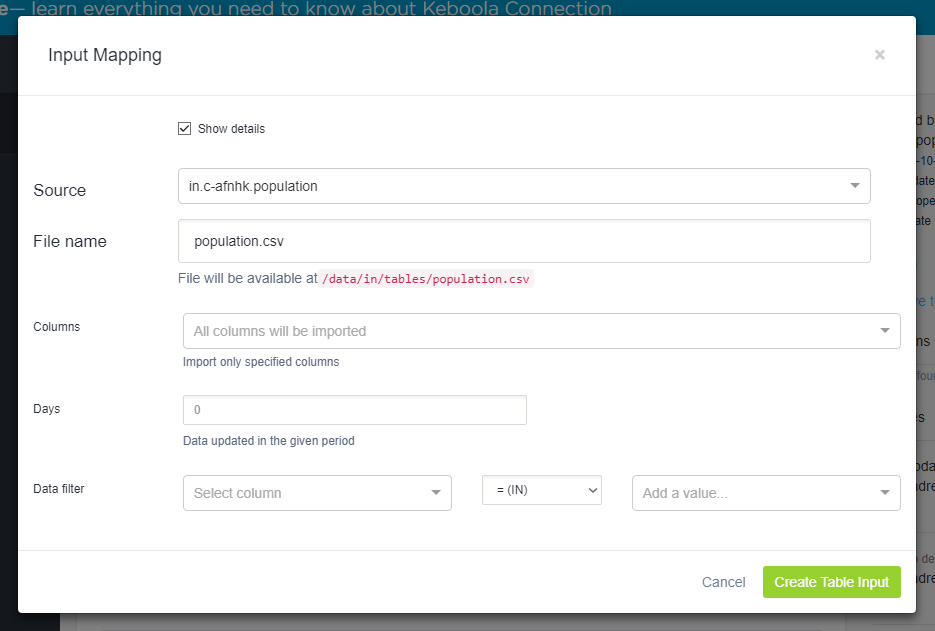 e— learn everything you need to know about Keboola Connection
Input Mapping
×
Show details
Source
in.c-afnhk.population
File name
population.csv
File will be available at /data/in/tables/population.csv
Columns
All columns will be imported
Import only specified columns
Days
0
Data updated in the given period
Data filter
Select column
= (IN)
Add a value...
Cancel
Create Table Input